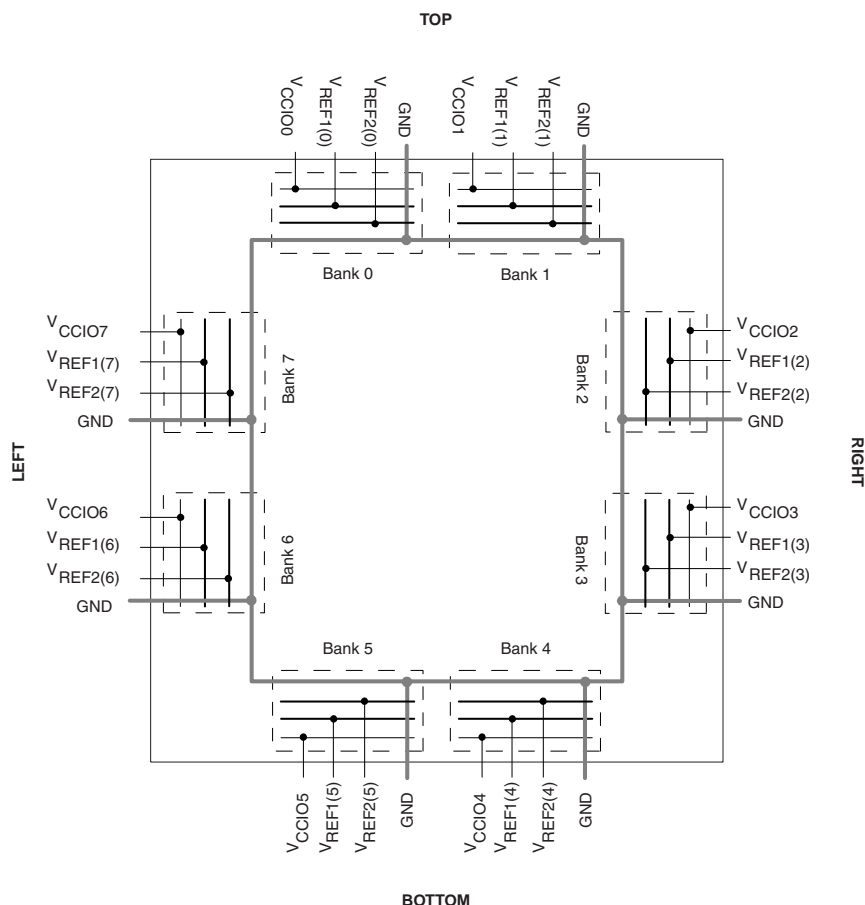 TOP
VCCIO0
VREF1(0)
VREF2(0)
GND
VCCIO1
VREF1(1)
VREF2(1)
GND
Bank 0
Bank 1
LEFT
VCCIO7
VREF1(7)
VREF2(7)
GND
Bank 7
Bank 2
VCCIO2
VREF1(2)
VREF2(2)
GND
RIGHT
VCCIO6
VREF1(6)
VREF2(6)
GND
Bank 6
Bank 3
VCCIO3
VREF1(3)
VREF2(3)
GND
Bank 5
Bank 4
VCCIO5
VREF1(5)
VREF2(5)
GND
VCCIO4
VREF1(4)
VREF2(4)
GND
BOTTOM